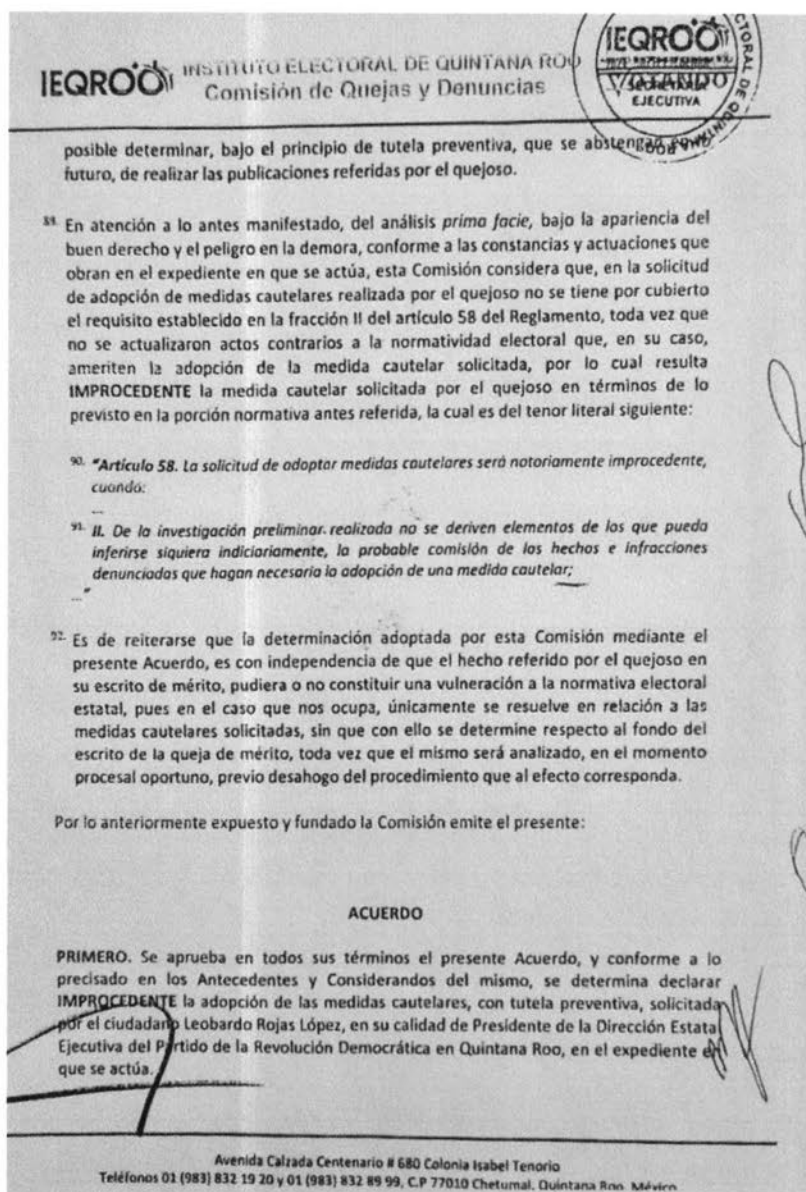 IEQROO INSTITUTO ELECTORAL DE QUINTANA ROO
Comisión de Quejas y Denuncias
IEQROO
VOTANDO
SECRETARÍA
EJECUTIVA
CTORAL DE QUINTANA ROO
posible determinar, bajo el principio de tutela preventiva, que se abstengan en un
futuro, de realizar las publicaciones referidas por el quejoso.
89. En atención a lo antes manifestado, del análisis prima facie, bajo la apariencia del
buen derecho y el peligro en la demora, conforme a las constancias y actuaciones que
obran en el expediente en que se actúa, esta Comisión considera que, en la solicitud
de adopción de medidas cautelares realizada por el quejoso no se tiene por cubierto
el requisito establecido en la fracción II del artículo 58 del Reglamento, toda vez que
no se actualizaron actos contrarios a la normatividad electoral que, en su caso,
ameriten la adopción de la medida cautelar solicitada, por lo cual resulta
IMPROCEDENTE la medida cautelar solicitada por el quejoso en términos de lo
previsto en la porción normativa antes referida, la cual es del tenor literal siguiente:
90. "Artículo 58. La solicitud de adoptar medidas cautelares será notoriamente improcedente,
cuando:
...
91. II. De la investigación preliminar realizada no se deriven elementos de los que pueda
inferirse siquiera indiciariamente, la probable comisión de los hechos e infracciones
denunciadas que hagan necesaria la adopción de una medida cautelar;
..."
92. Es de reiterarse que la determinación adoptada por esta Comisión mediante el
presente Acuerdo, es con independencia de que el hecho referido por el quejoso en
su escrito de mérito, pudiera o no constituir una vulneración a la normativa electoral
estatal, pues en el caso que nos ocupa, únicamente se resuelve en relación a las
medidas cautelares solicitadas, sin que con ello se determine respecto al fondo del
escrito de la queja de mérito, toda vez que el mismo será analizado, en el momento
procesal oportuno, previo desahogo del procedimiento que al efecto corresponda.
Por lo anteriormente expuesto y fundado la Comisión emite el presente:
ACUERDO
PRIMERO. Se aprueba en todos sus términos el presente Acuerdo, y conforme a lo
precisado en los Antecedentes y Considerandos del mismo, se determina declarar
IMPROCEDENTE la adopción de las medidas cautelares, con tutela preventiva, solicitada
por el ciudadano Leobardo Rojas López, en su calidad de Presidente de la Dirección Estatal
Ejecutiva del Partido de la Revolución Democrática en Quintana Roo, en el expediente en
que se actúa.
Avenida Calzada Centenario # 680 Colonia Isabel Tenorio
Teléfonos 01 (983) 832 19 20 y 01 (983) 832 89 99, C.P 77010 Chetumal, Quintana Roo, México